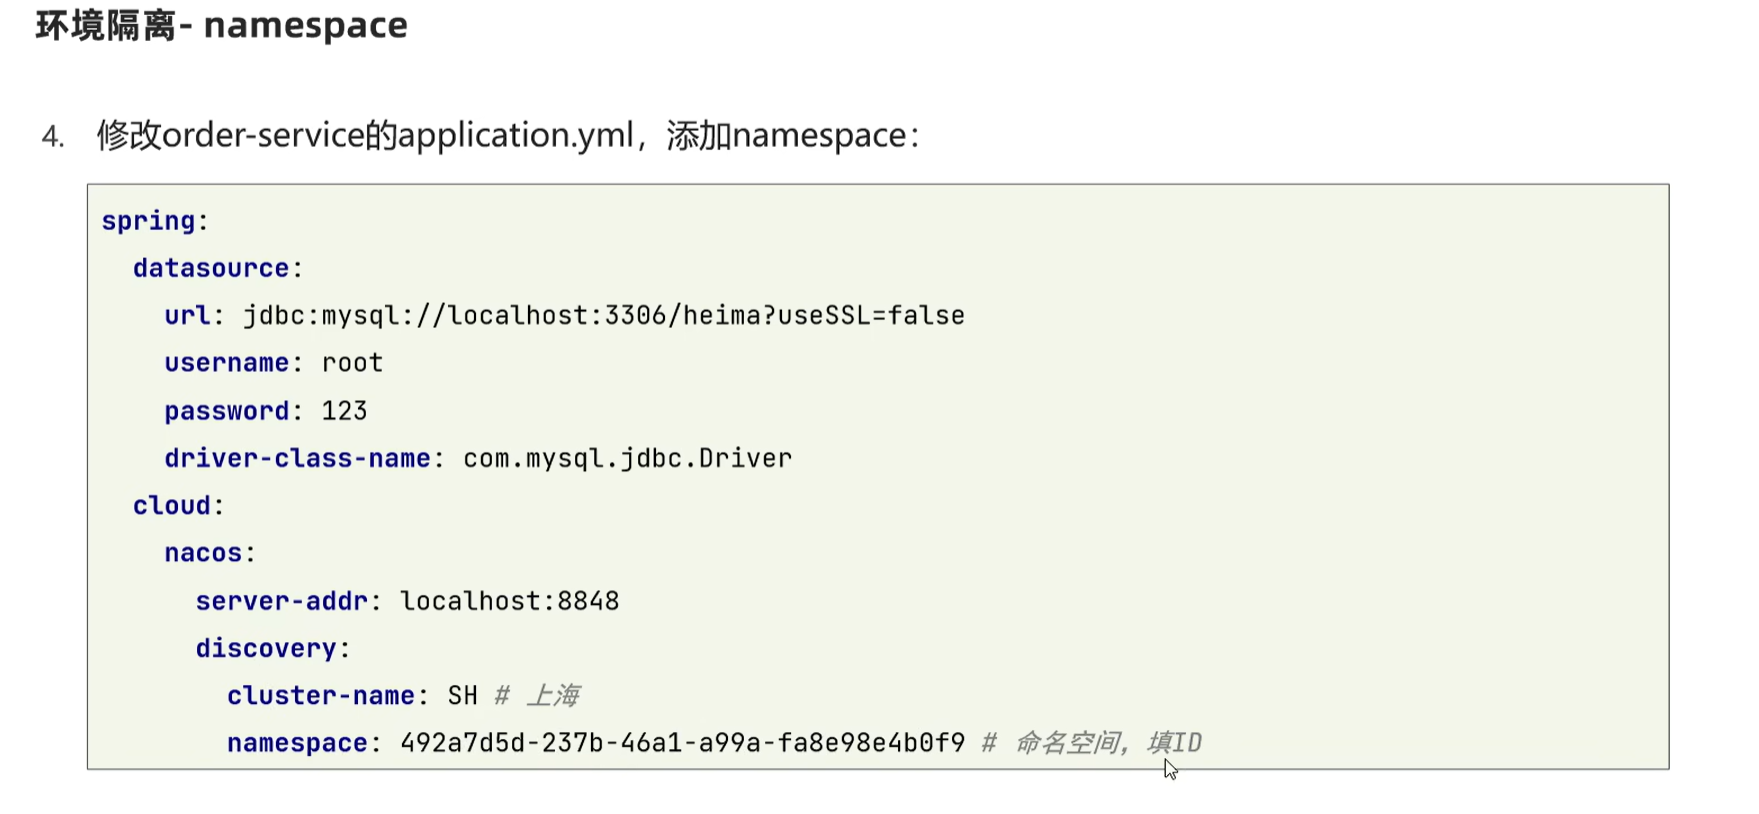 环境隔离- namespace
4. 修改order-service的application.yml，添加namespace：
spring:
  datasource:
    url: jdbc:mysql://localhost:3306/heima?useSSL=false
    username: root
    password: 123
    driver-class-name: com.mysql.jdbc.Driver
  cloud:
    nacos:
      server-addr: localhost:8848
      discovery:
        cluster-name: SH # 上海
        namespace: 492a7d5d-237b-46a1-a99a-fa8e98e4b0f9 # 命名空间，填ID